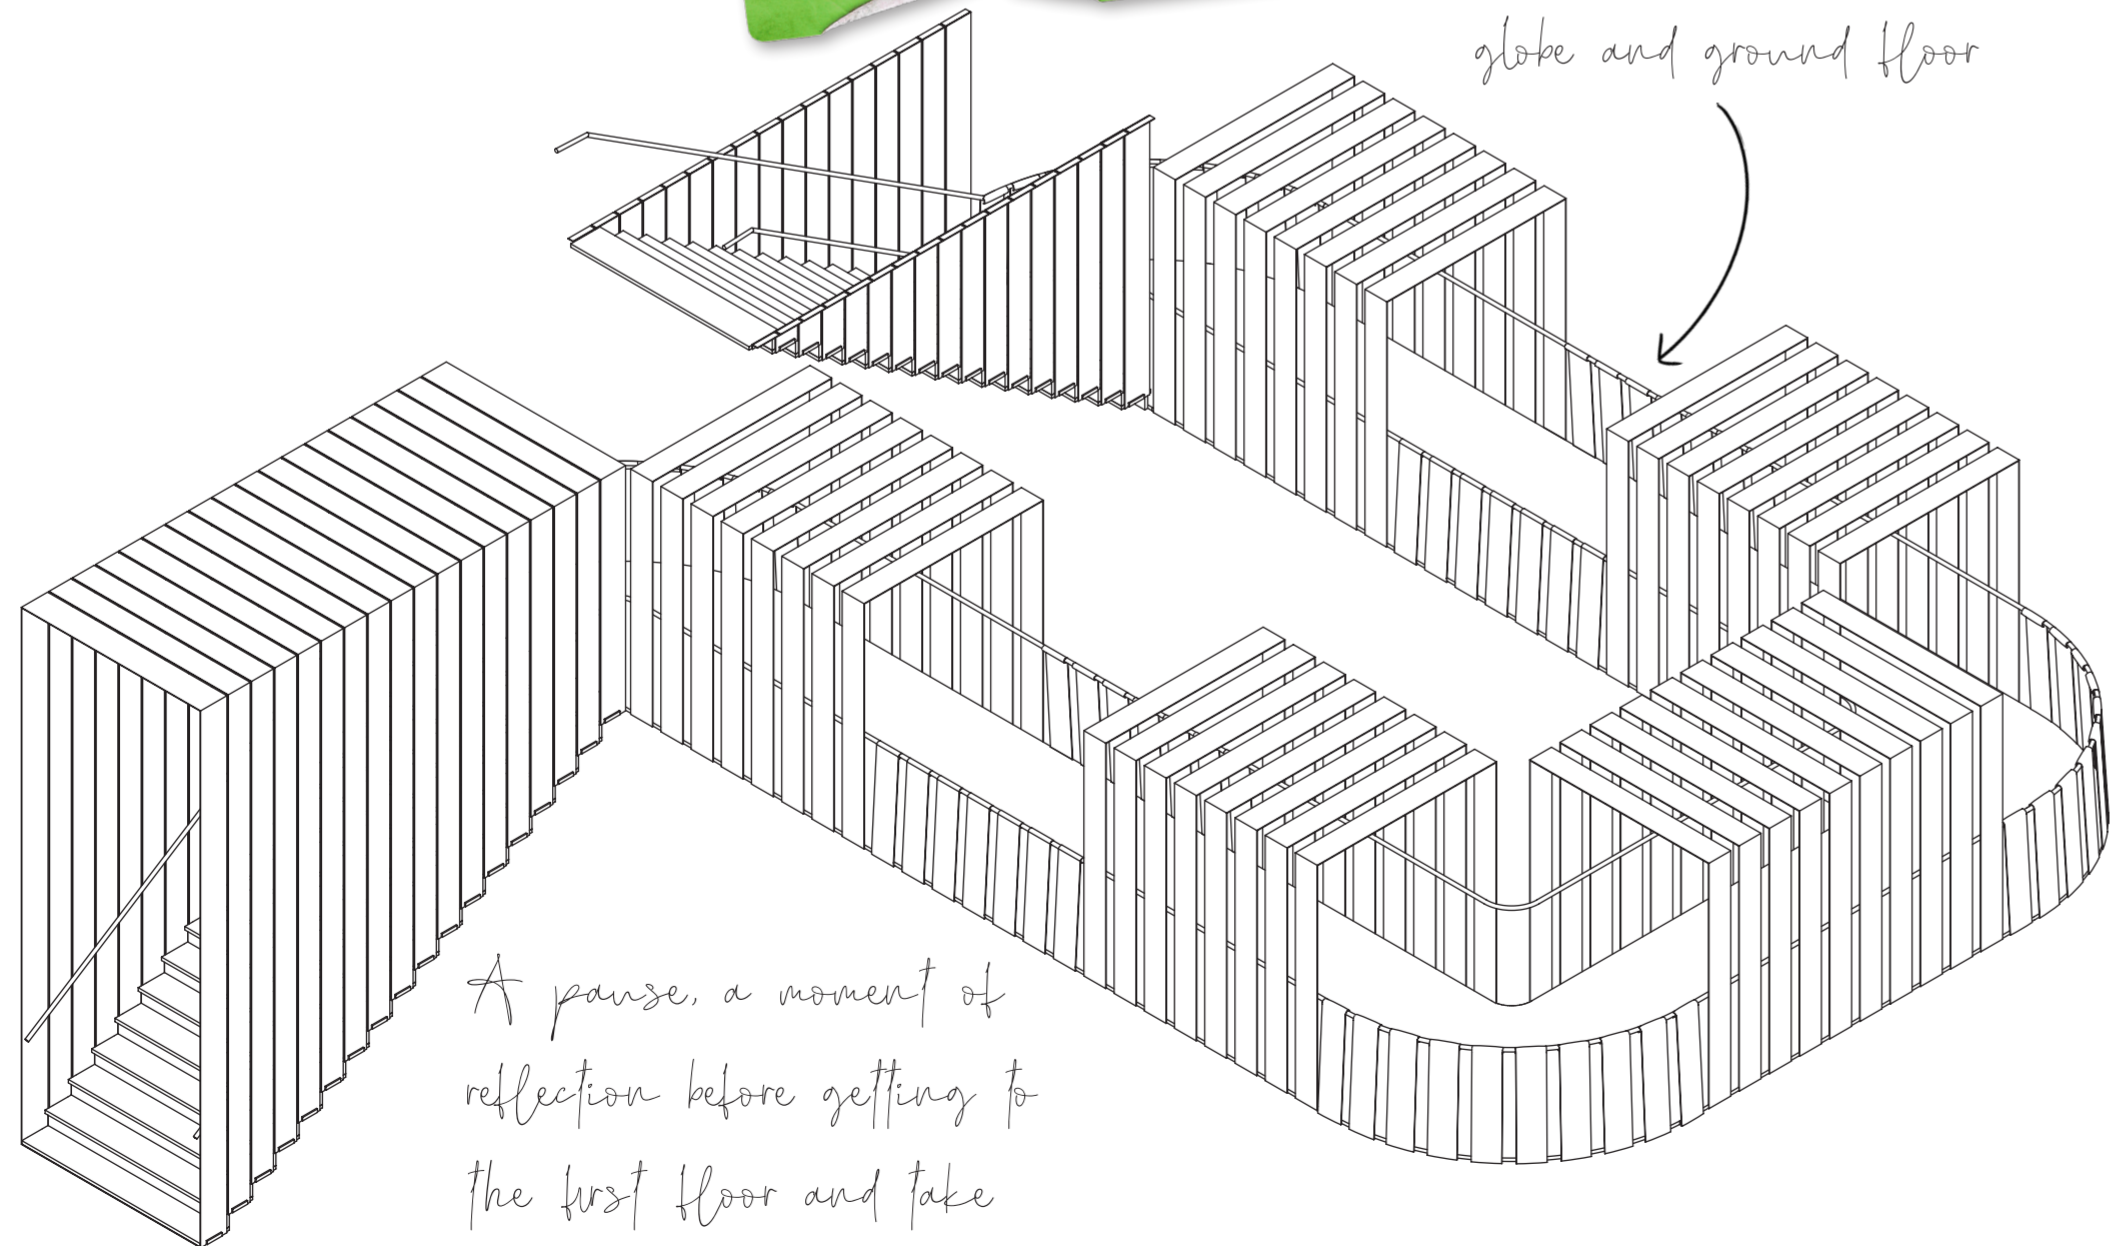 globe and ground floor
A pause, a moment of
reflection before getting to
the first floor and take